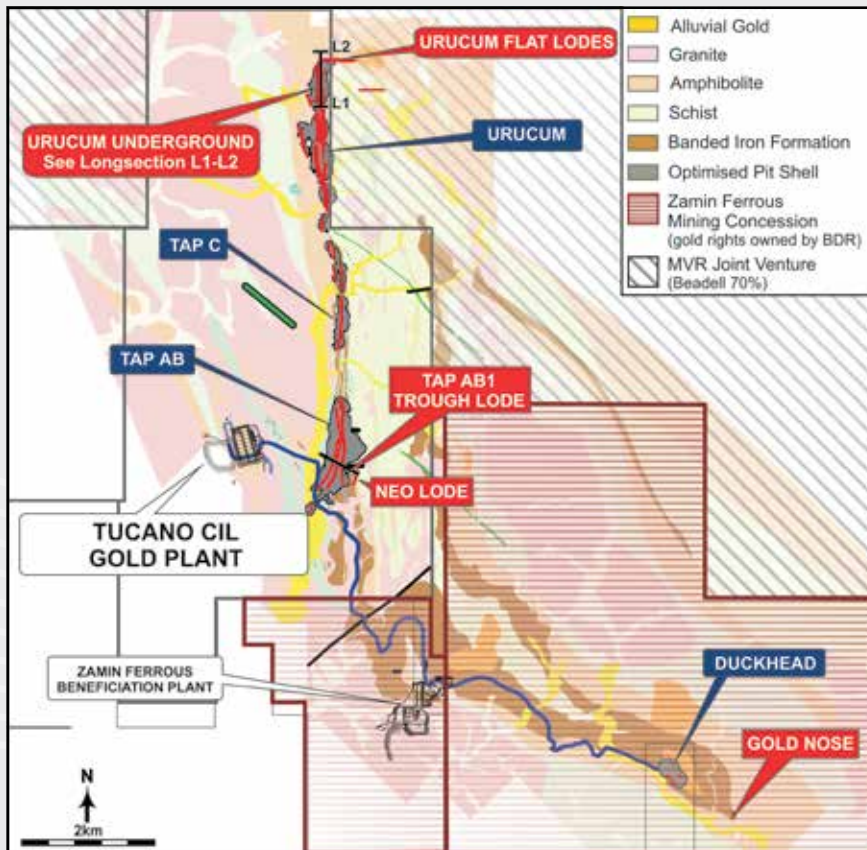 L2
URUCUM FLAT LODES
L1
URUCUM UNDERGROUND
See Longsection L1-L2
URUCUM
TAP C
TAP AB
TAP AB1
TROUGH LODE
NEO LODE
TUCANO CIL
GOLD PLANT
ZAMIN FERROUS
BENEFICIATION PLANT
DUCKHEAD
GOLD NOSE
N
2km
Alluvial Gold
Granite
Amphibolite
Schist
Banded Iron Formation
Optimised Pit Shell
Zamin Ferrous
Mining Concession
(gold rights owned by BDR)
MVR Joint Venture
(Beadell 70%)